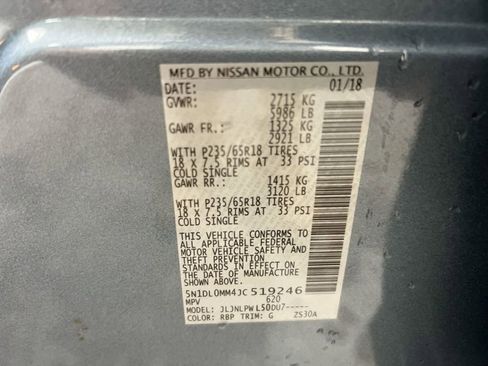 MFD BY NISSAN MOTOR CO., LTD.
DATE: 01/18
GVWR: 2715 KG
5986 LB
GAWR FR.: 1325 KG
2921 LB
WITH P235/65R18 TIRES
18 X 7.5 RIMS AT 33 PSI
COLD SINGLE
GAWR RR.: 1415 KG
3120 LB
WITH P235/65R18 TIRES
18 X 7.5 RIMS AT 33 PSI
COLD SINGLE
THIS VEHICLE CONFORMS TO
ALL APPLICABLE FEDERAL
MOTOR VEHICLE SAFETY AND
THEFT PREVENTION
STANDARDS IN EFFECT ON
THE DATE OF MANUFACTURE
SHOWN ABOVE.
5N1DL0MM4JC519246
MPV 620
MODEL: JLJNLPWL50DU7-----
COLOR: RBP TRIM: G ZS30A